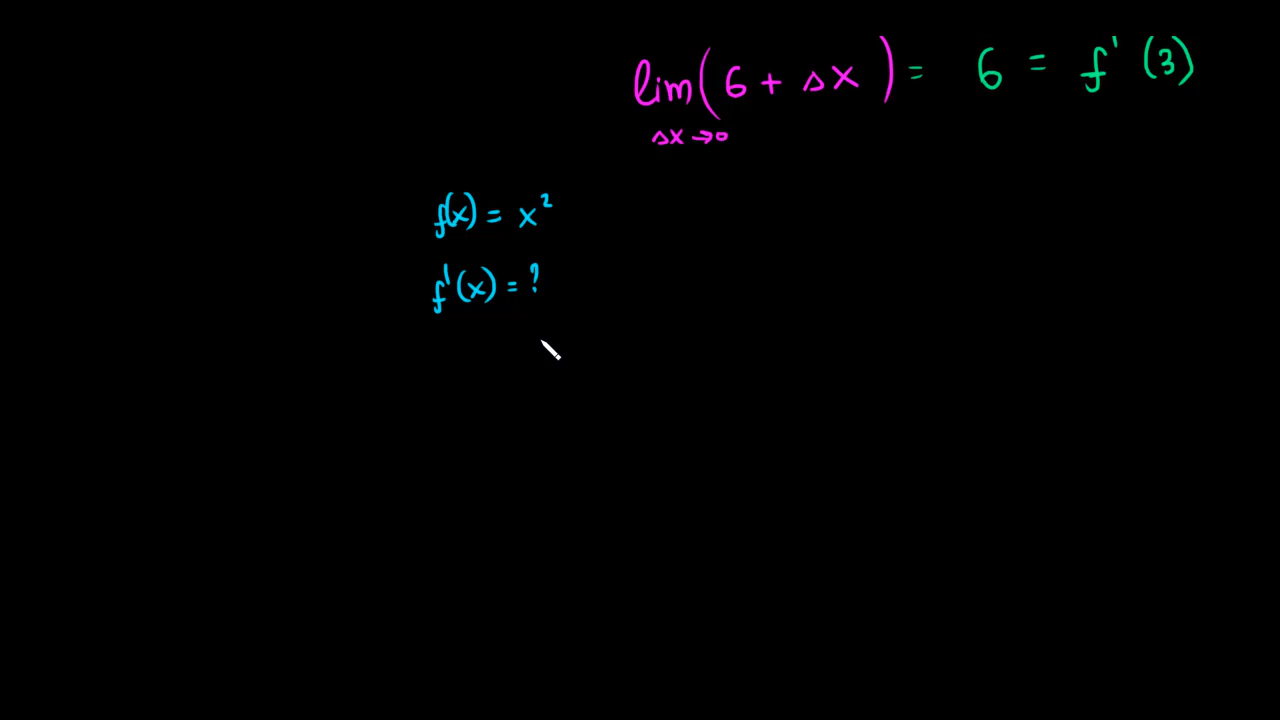 lim(6 + Δx) = 6 = f'(3)
Δx → 0
f(x) = x²
f'(x) = ?